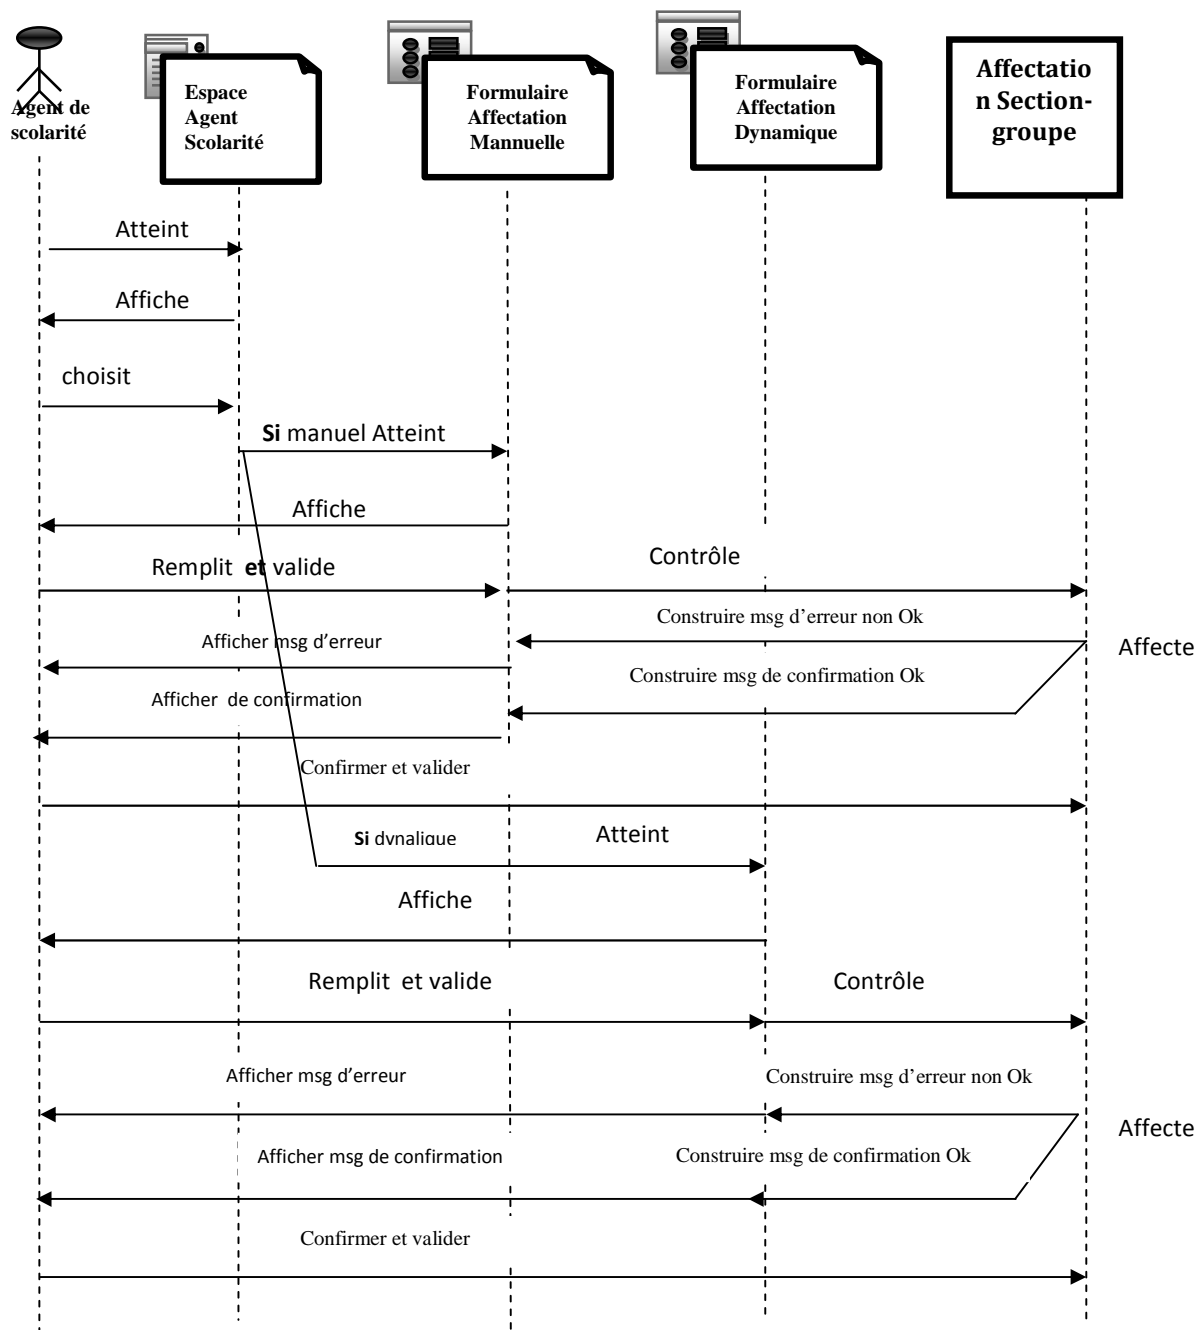 Agent de
scolarité
Espace
Agent
Scolarité
Formulaire
Affectation
Mannuelle
Formulaire
Affectation
Dynamique
Affectatio
n Section-
groupe
Atteint
Affiche
choisit
Si manuel Atteint
Affiche
Remplit et valide
Contrôle
Construire msg d'erreur non Ok
Afficher msg d'erreur
Affecte
Construire msg de confirmation Ok
Afficher de confirmation
Confirmer et valider
Si dynalique
Atteint
Affiche
Remplit et valide
Contrôle
Afficher msg d'erreur
Construire msg d'erreur non Ok
Affecte
Afficher msg de confirmation
Construire msg de confirmation Ok
Confirmer et valider